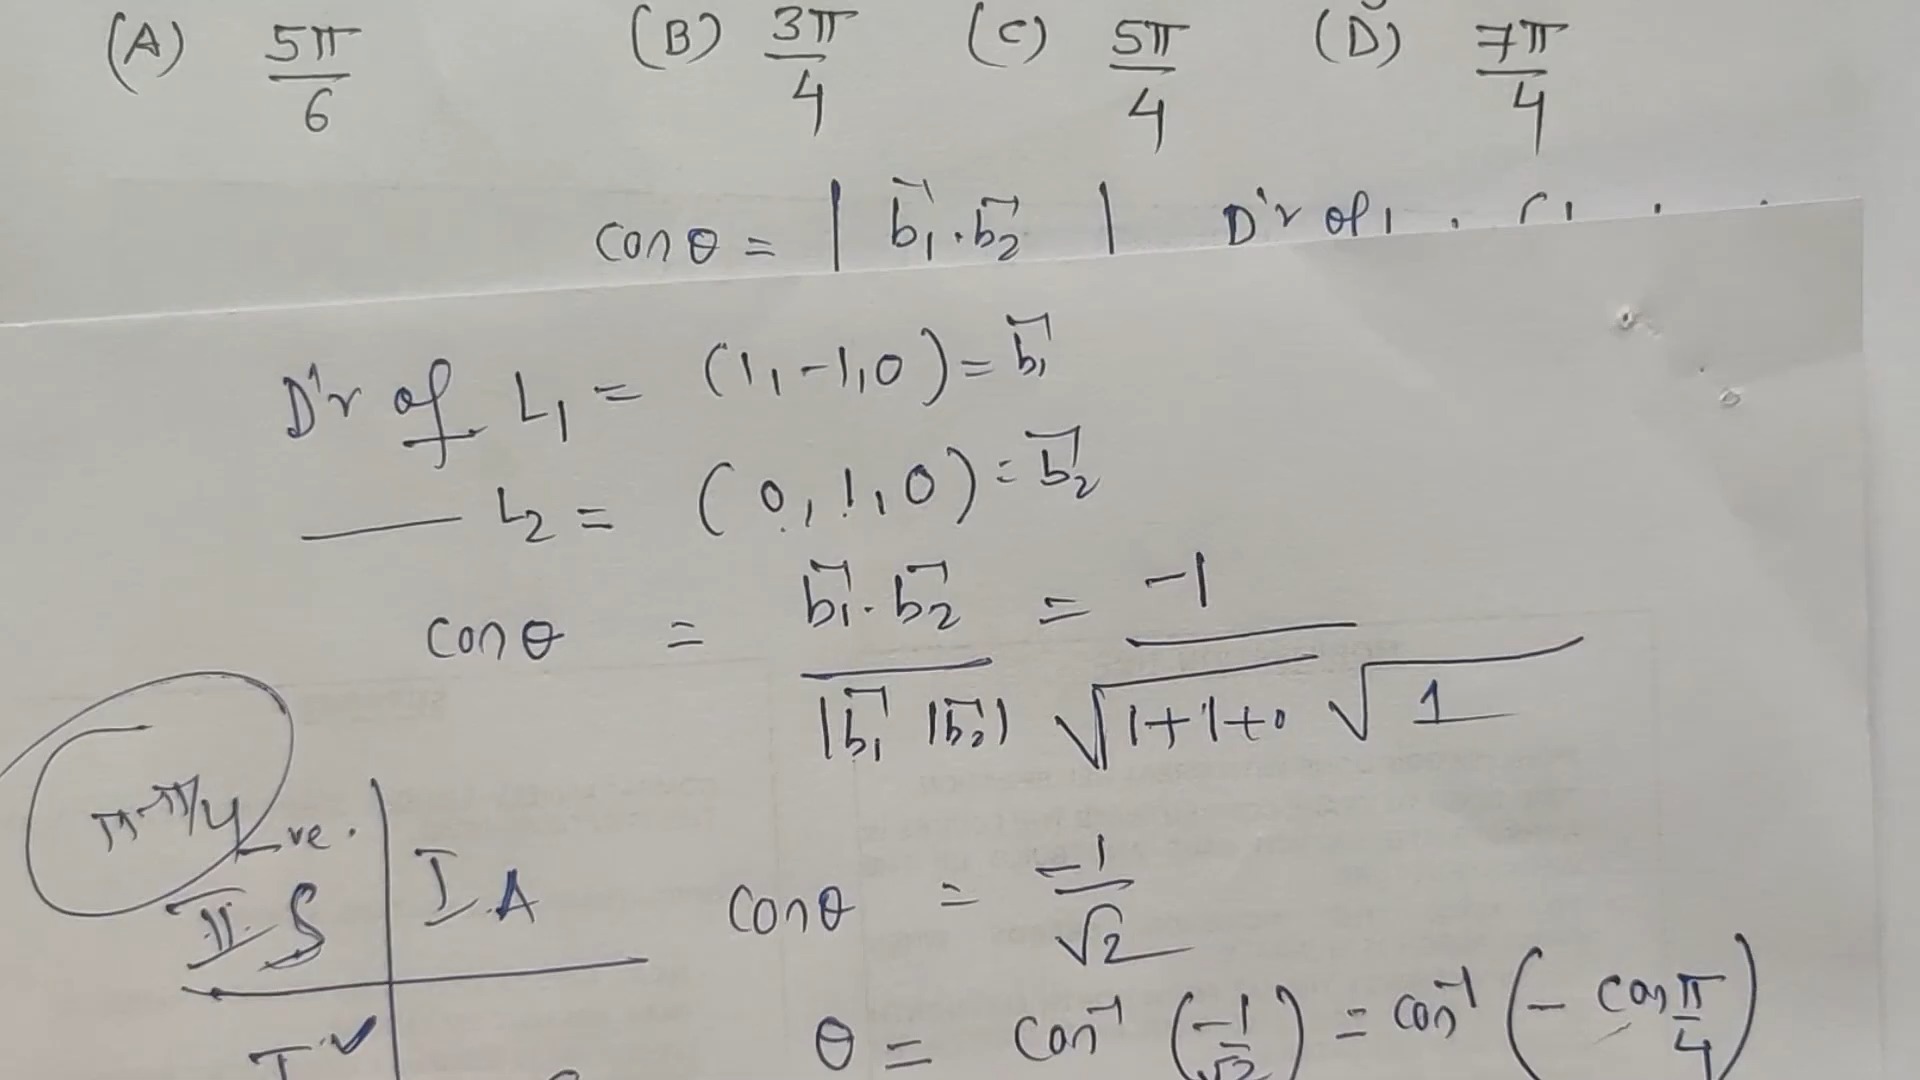 (A) 5π/6 (B) 3π/4 (C) 5π/4 (D) 7π/4
cos θ = | b₁⃗ . b₂⃗ | D'r of
D'r of L₁ = (1, -1, 0) = b₁⃗
—— L₂ = (0, 1, 0) = b₂⃗
cos θ = b₁⃗ . b₂⃗ / |b₁⃗ |b₂⃗| = -1 / √1+1+0 √1
π-π/4 -ve.
II S I A
cos θ = -1/√2
θ = cos⁻¹ (-1/√2) = cos⁻¹ (- cos π/4)